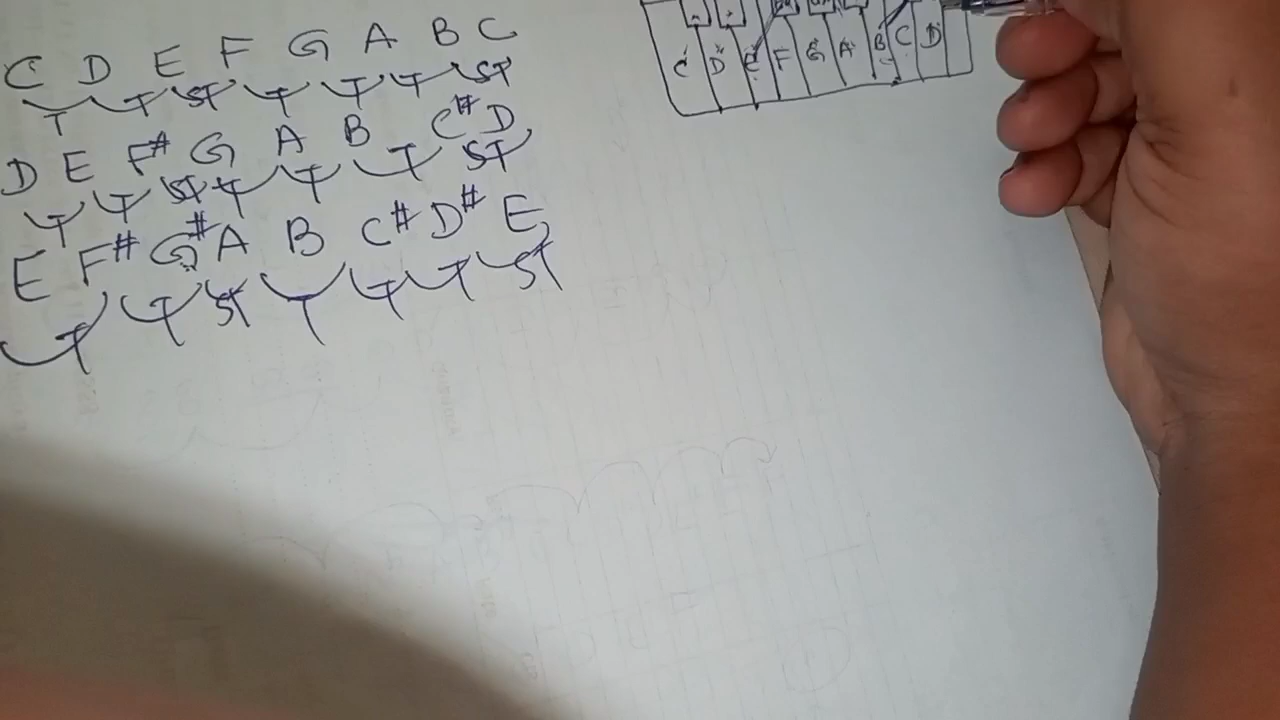 C D E F G A B C
T T ST T T T ST
D E F# G A B C# D
T T ST T T T ST
E F# G# A B C# D# E
T T ST T T T ST
C D E F G A B C D